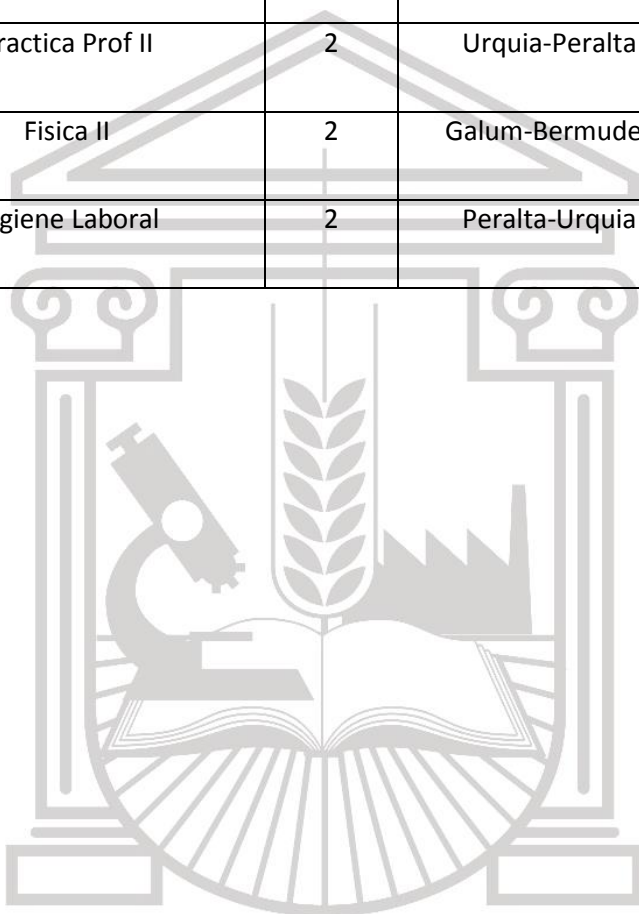 ractica Prof II 2 Urquia-Peralta
Fisica II 2 Galum-Bermude
giene Laboral 2 Peralta-Urquia